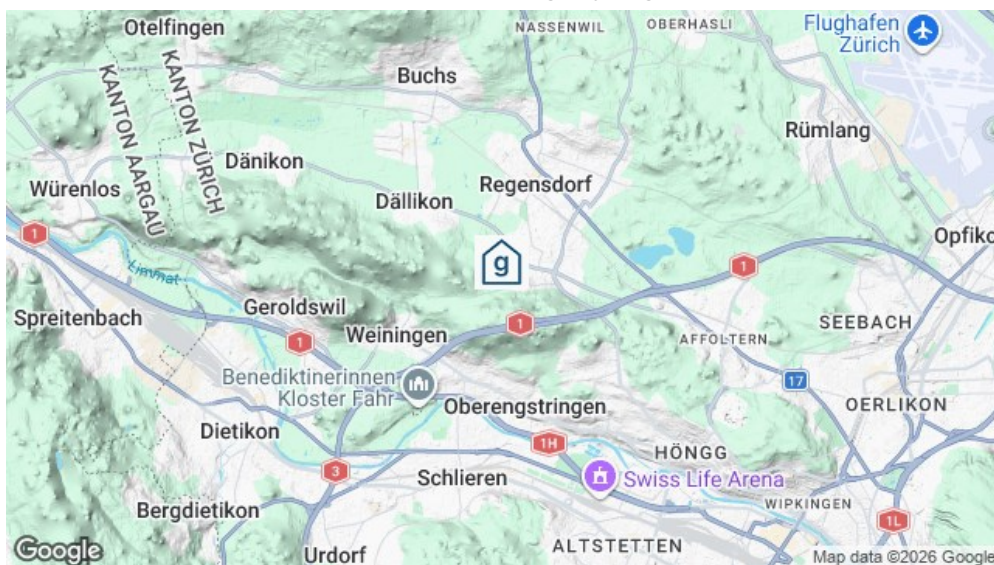 Otelfingen
NASSENWIL
OBERHASLI
Flughafen
Zürich
KANTON ZÜRICH
KANTON AARGAU
Buchs
Rümlang
Dänikon
Würenlos
Dällikon
Regensdorf
1
Opfiko
g
1
Limmat
Geroldswil
Spreitenbach
1
Weiningen
1
AFFOLTERN
SEEBACH
Benediktinerinnen
Kloster Fahr
17
Oberengstringen
OERLIKON
Dietikon
1H
HÖNGG
3
Schlieren
Swiss Life Arena
WIPKINGEN
Bergdietikon
1L
Google
Urdorf
ALTSTETTEN
Map data ©2026 Google